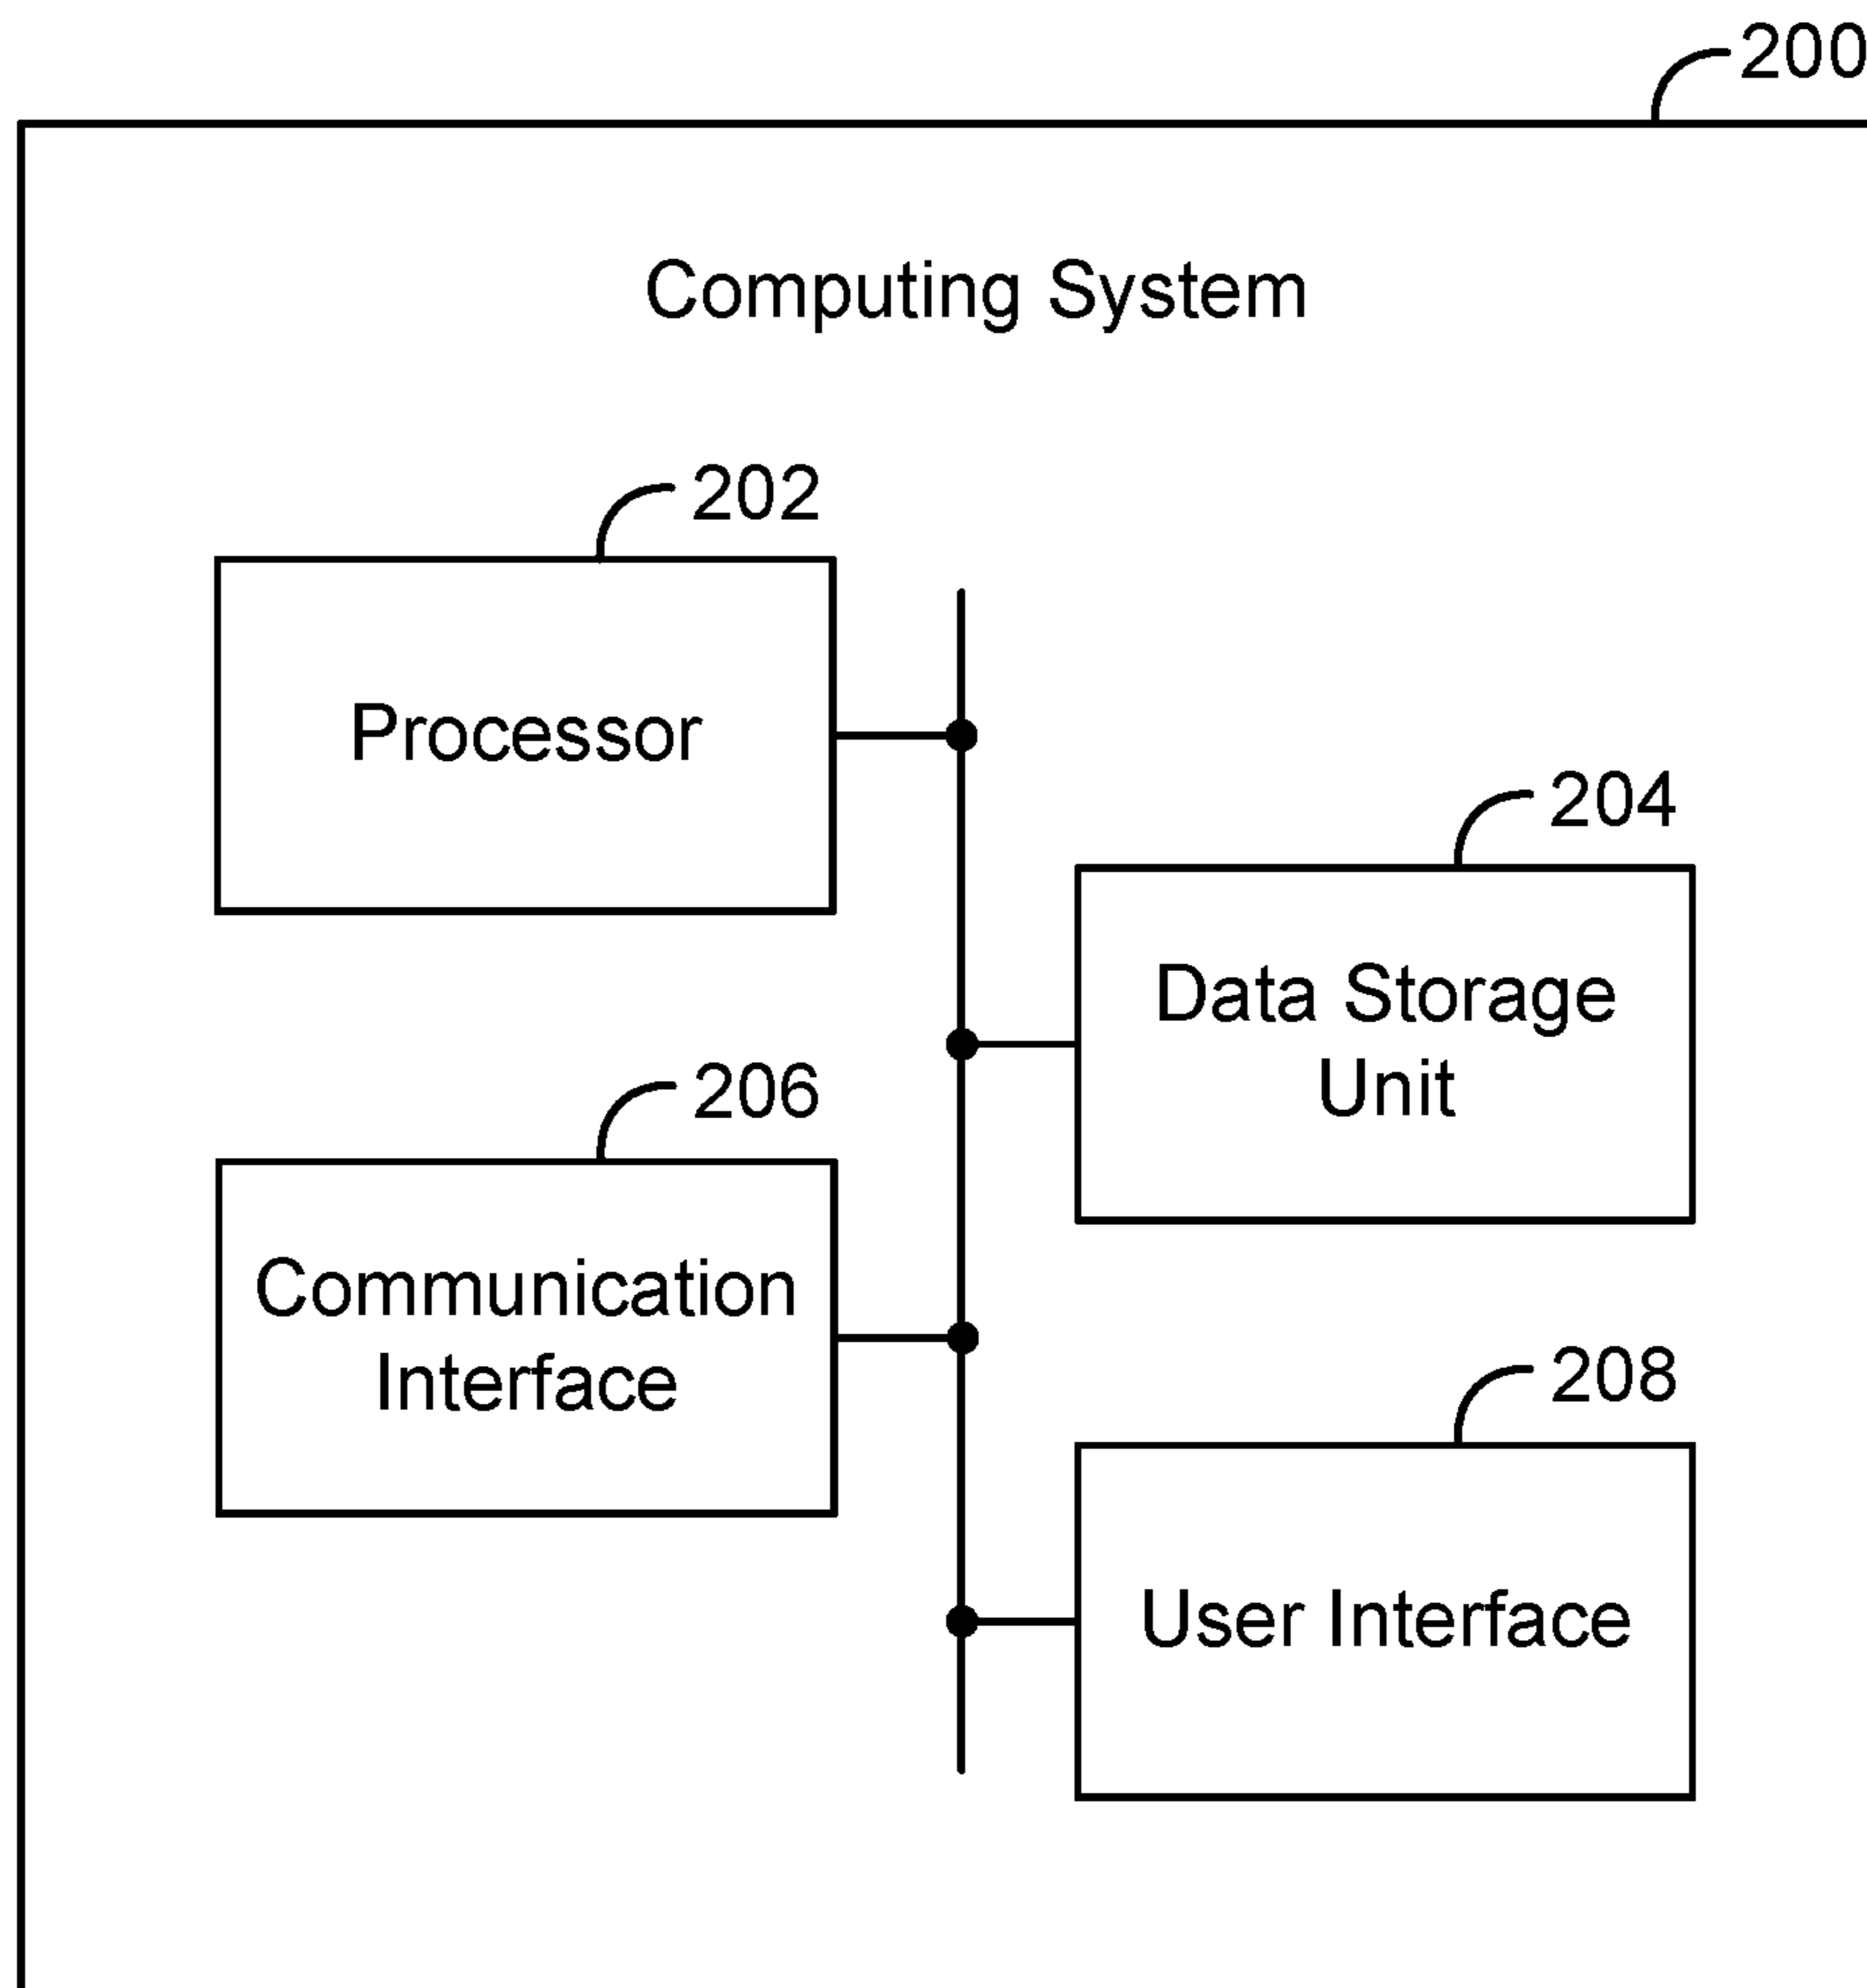 200
Computing System
202
Processor
204
Data Storage
Unit
206
Communication
Interface
208
User Interface